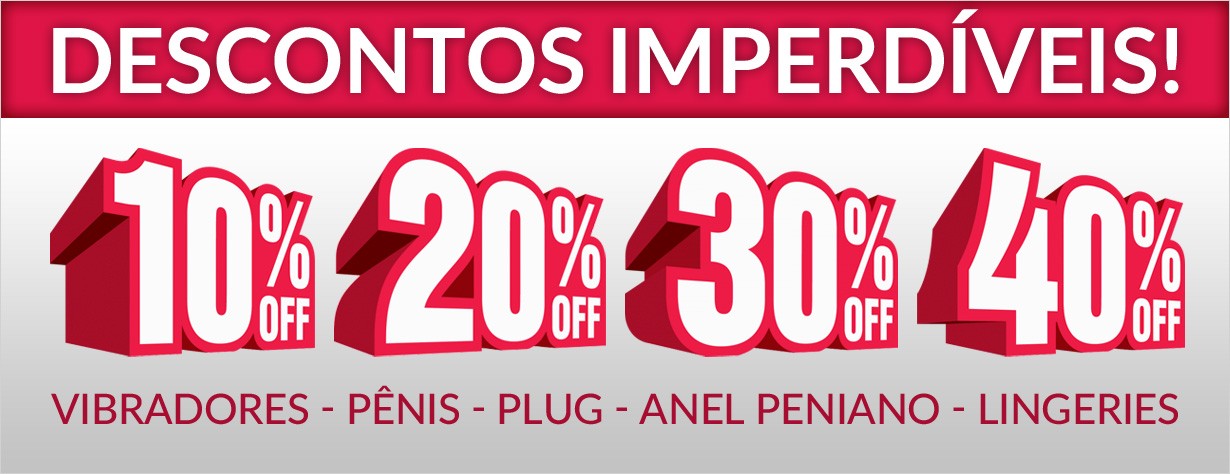 DESCONTOS IMPERDÍVEIS!
10% OFF 20% OFF 30% OFF 40% OFF
VIBRADORES - PÊNIS - PLUG - ANEL PENIANO - LINGERIES